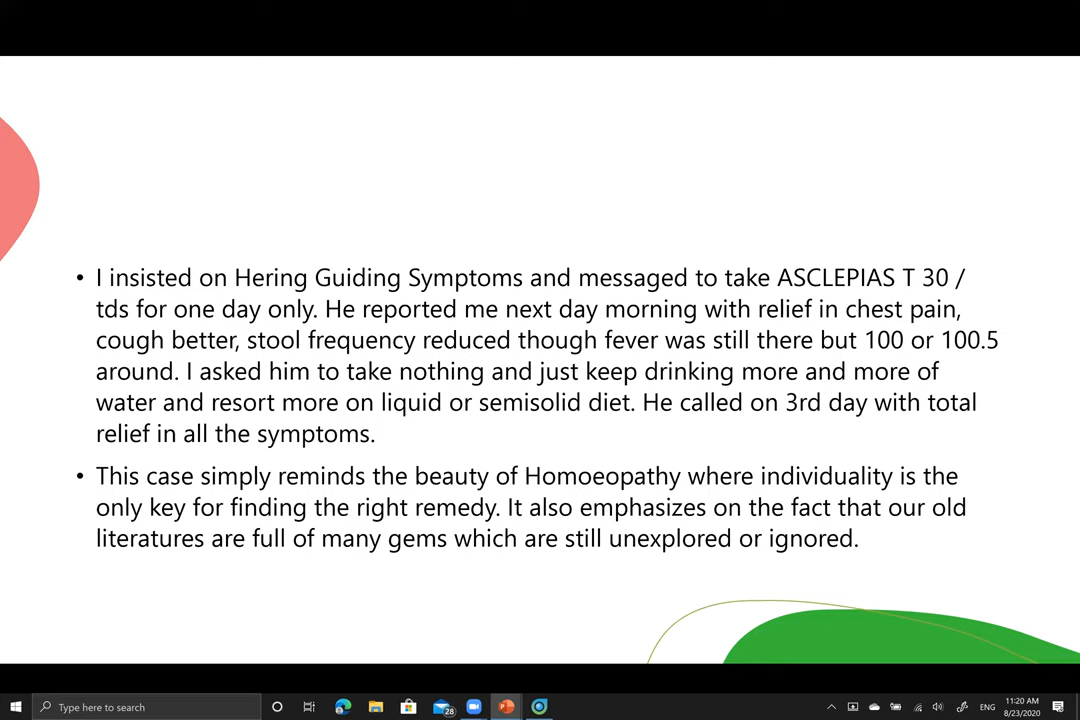 • I insisted on Hering Guiding Symptoms and messaged to take ASCLEPIAS T 30 /
tds for one day only. He reported me next day morning with relief in chest pain,
cough better, stool frequency reduced though fever was still there but 100 or 100.5
around. I asked him to take nothing and just keep drinking more and more of
water and resort more on liquid or semisolid diet. He called on 3rd day with total
relief in all the symptoms.
• This case simply reminds the beauty of Homoeopathy where individuality is the
only key for finding the right remedy. It also emphasizes on the fact that our old
literatures are full of many gems which are still unexplored or ignored.
Type here to search
28
ENG
11:20 AM
8/23/2020